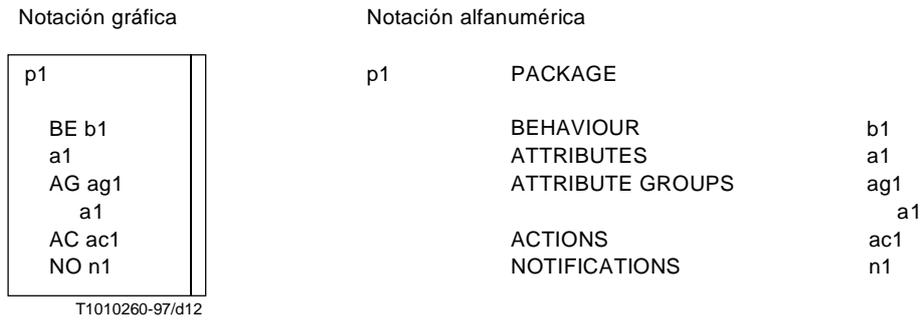 Notación gráfica Notación alfanumérica
p1 p1 PACKAGE
BE b1 BEHAVIOUR b1
a1 ATTRIBUTES a1
AG ag1 ATTRIBUTE GROUPS ag1
a1 a1
AC ac1 ACTIONS ac1
NO n1 NOTIFICATIONS n1
T1010260-97/d12